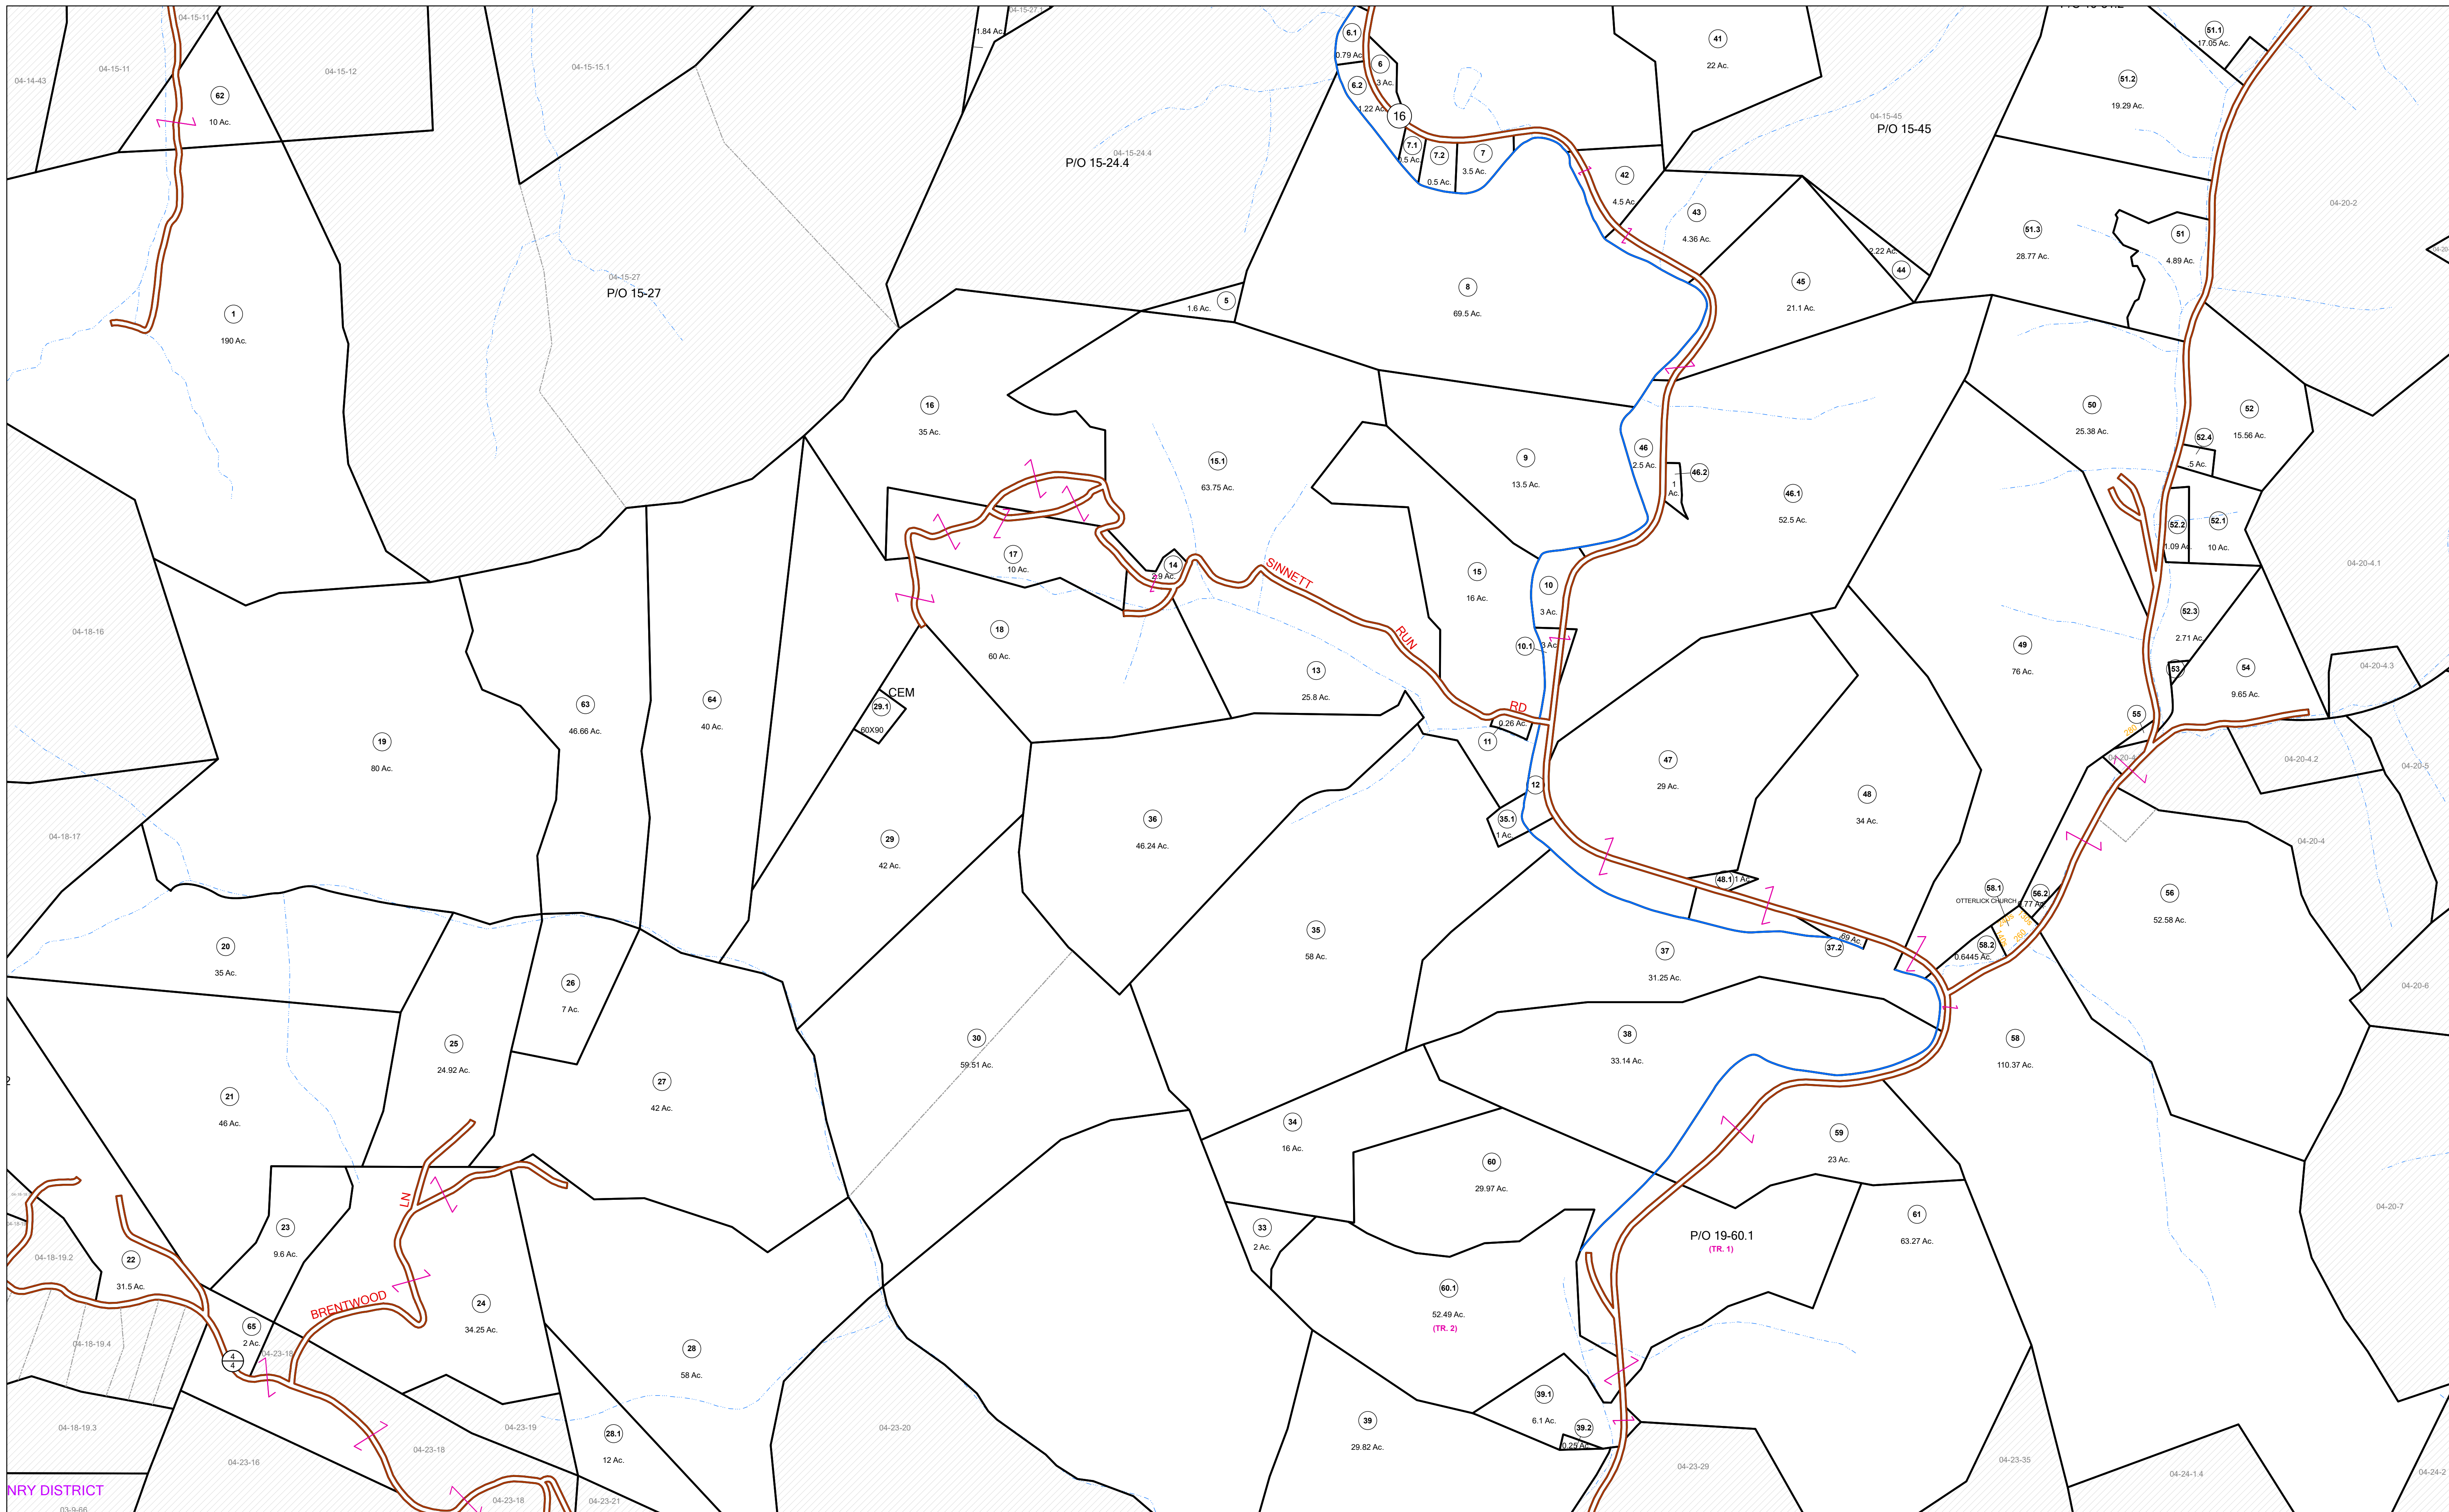 04-15-11
04-14-43
04-15-11
62
10 Ac.
04-15-12
04-15-15.1
1.84 Ac.
04-15-27.1
P/O 15-24.4
04-15-24.4
6.1
0.79 Ac.
6
3 Ac.
6.2
1.22 Ac.
16
7.1
0.5 Ac.
7.2
0.5 Ac.
7
3.5 Ac.
41
22 Ac.
42
4.5 Ac.
43
4.36 Ac.
04-15-45
P/O 15-45
2.22 Ac.
44
45
21.1 Ac.
51.1
17.05 Ac.
51.2
19.29 Ac.
51.3
28.77 Ac.
51
4.89 Ac.
04-20-2
1
190 Ac.
04-15-27
P/O 15-27
5
1.6 Ac.
8
69.5 Ac.
16
35 Ac.
15.1
63.75 Ac.
9
13.5 Ac.
46
2.5 Ac.
46.2
1
Ac.
46.1
52.5 Ac.
50
25.38 Ac.
52
15.56 Ac.
52.4
.5 Ac.
52.2
1.09 Ac.
52.1
10 Ac.
04-20-4.1
17
10 Ac.
14
2.9 Ac.
SINNETT
RUN
RD
15
16 Ac.
10
3 Ac.
10.1
3 Ac.
52.3
2.71 Ac.
53
54
9.65 Ac.
04-20-4.3
49
76 Ac.
04-18-16
18
60 Ac.
13
25.8 Ac.
CEM
29.1
60X90
63
46.66 Ac.
64
40 Ac.
19
80 Ac.
0.26 Ac.
11
12
35.1
1 Ac.
47
29 Ac.
48
34 Ac.
55
280
04-20-4.2
04-20-5
04-18-17
29
42 Ac.
36
46.24 Ac.
04-20-4
48.1
1 Ac.
58.1
OTTERLICK CHURCH
56.2
0.77 Ac.
56
52.58 Ac.
20
35 Ac.
26
7 Ac.
35
58 Ac.
37
31.25 Ac.
.69 Ac.
37.2
58.2
0.6445 Ac.
260
04-20-6
25
24.92 Ac.
27
42 Ac.
30
59.51 Ac.
38
33.14 Ac.
58
110.37 Ac.
21
46 Ac.
34
16 Ac.
60
29.97 Ac.
59
23 Ac.
04-20-7
LN
23
9.6 Ac.
33
2 Ac.
P/O 19-60.1
(TR. 1)
61
63.27 Ac.
04-18-19.2
22
31.5 Ac.
BRENTWOOD
24
34.25 Ac.
60.1
52.49 Ac.
(TR. 2)
65
2 Ac.
04-18-19.4
4
4
04-23-18
28
58 Ac.
39.1
6.1 Ac.
39.2
0.25 Ac.
39
29.82 Ac.
04-18-19.3
04-23-19
28.1
12 Ac.
04-23-20
04-23-16
04-23-18
04-23-29
04-23-35
04-24-1.4
04-24-2
NRY DISTRICT
03-9-66
04-23-18
04-23-21